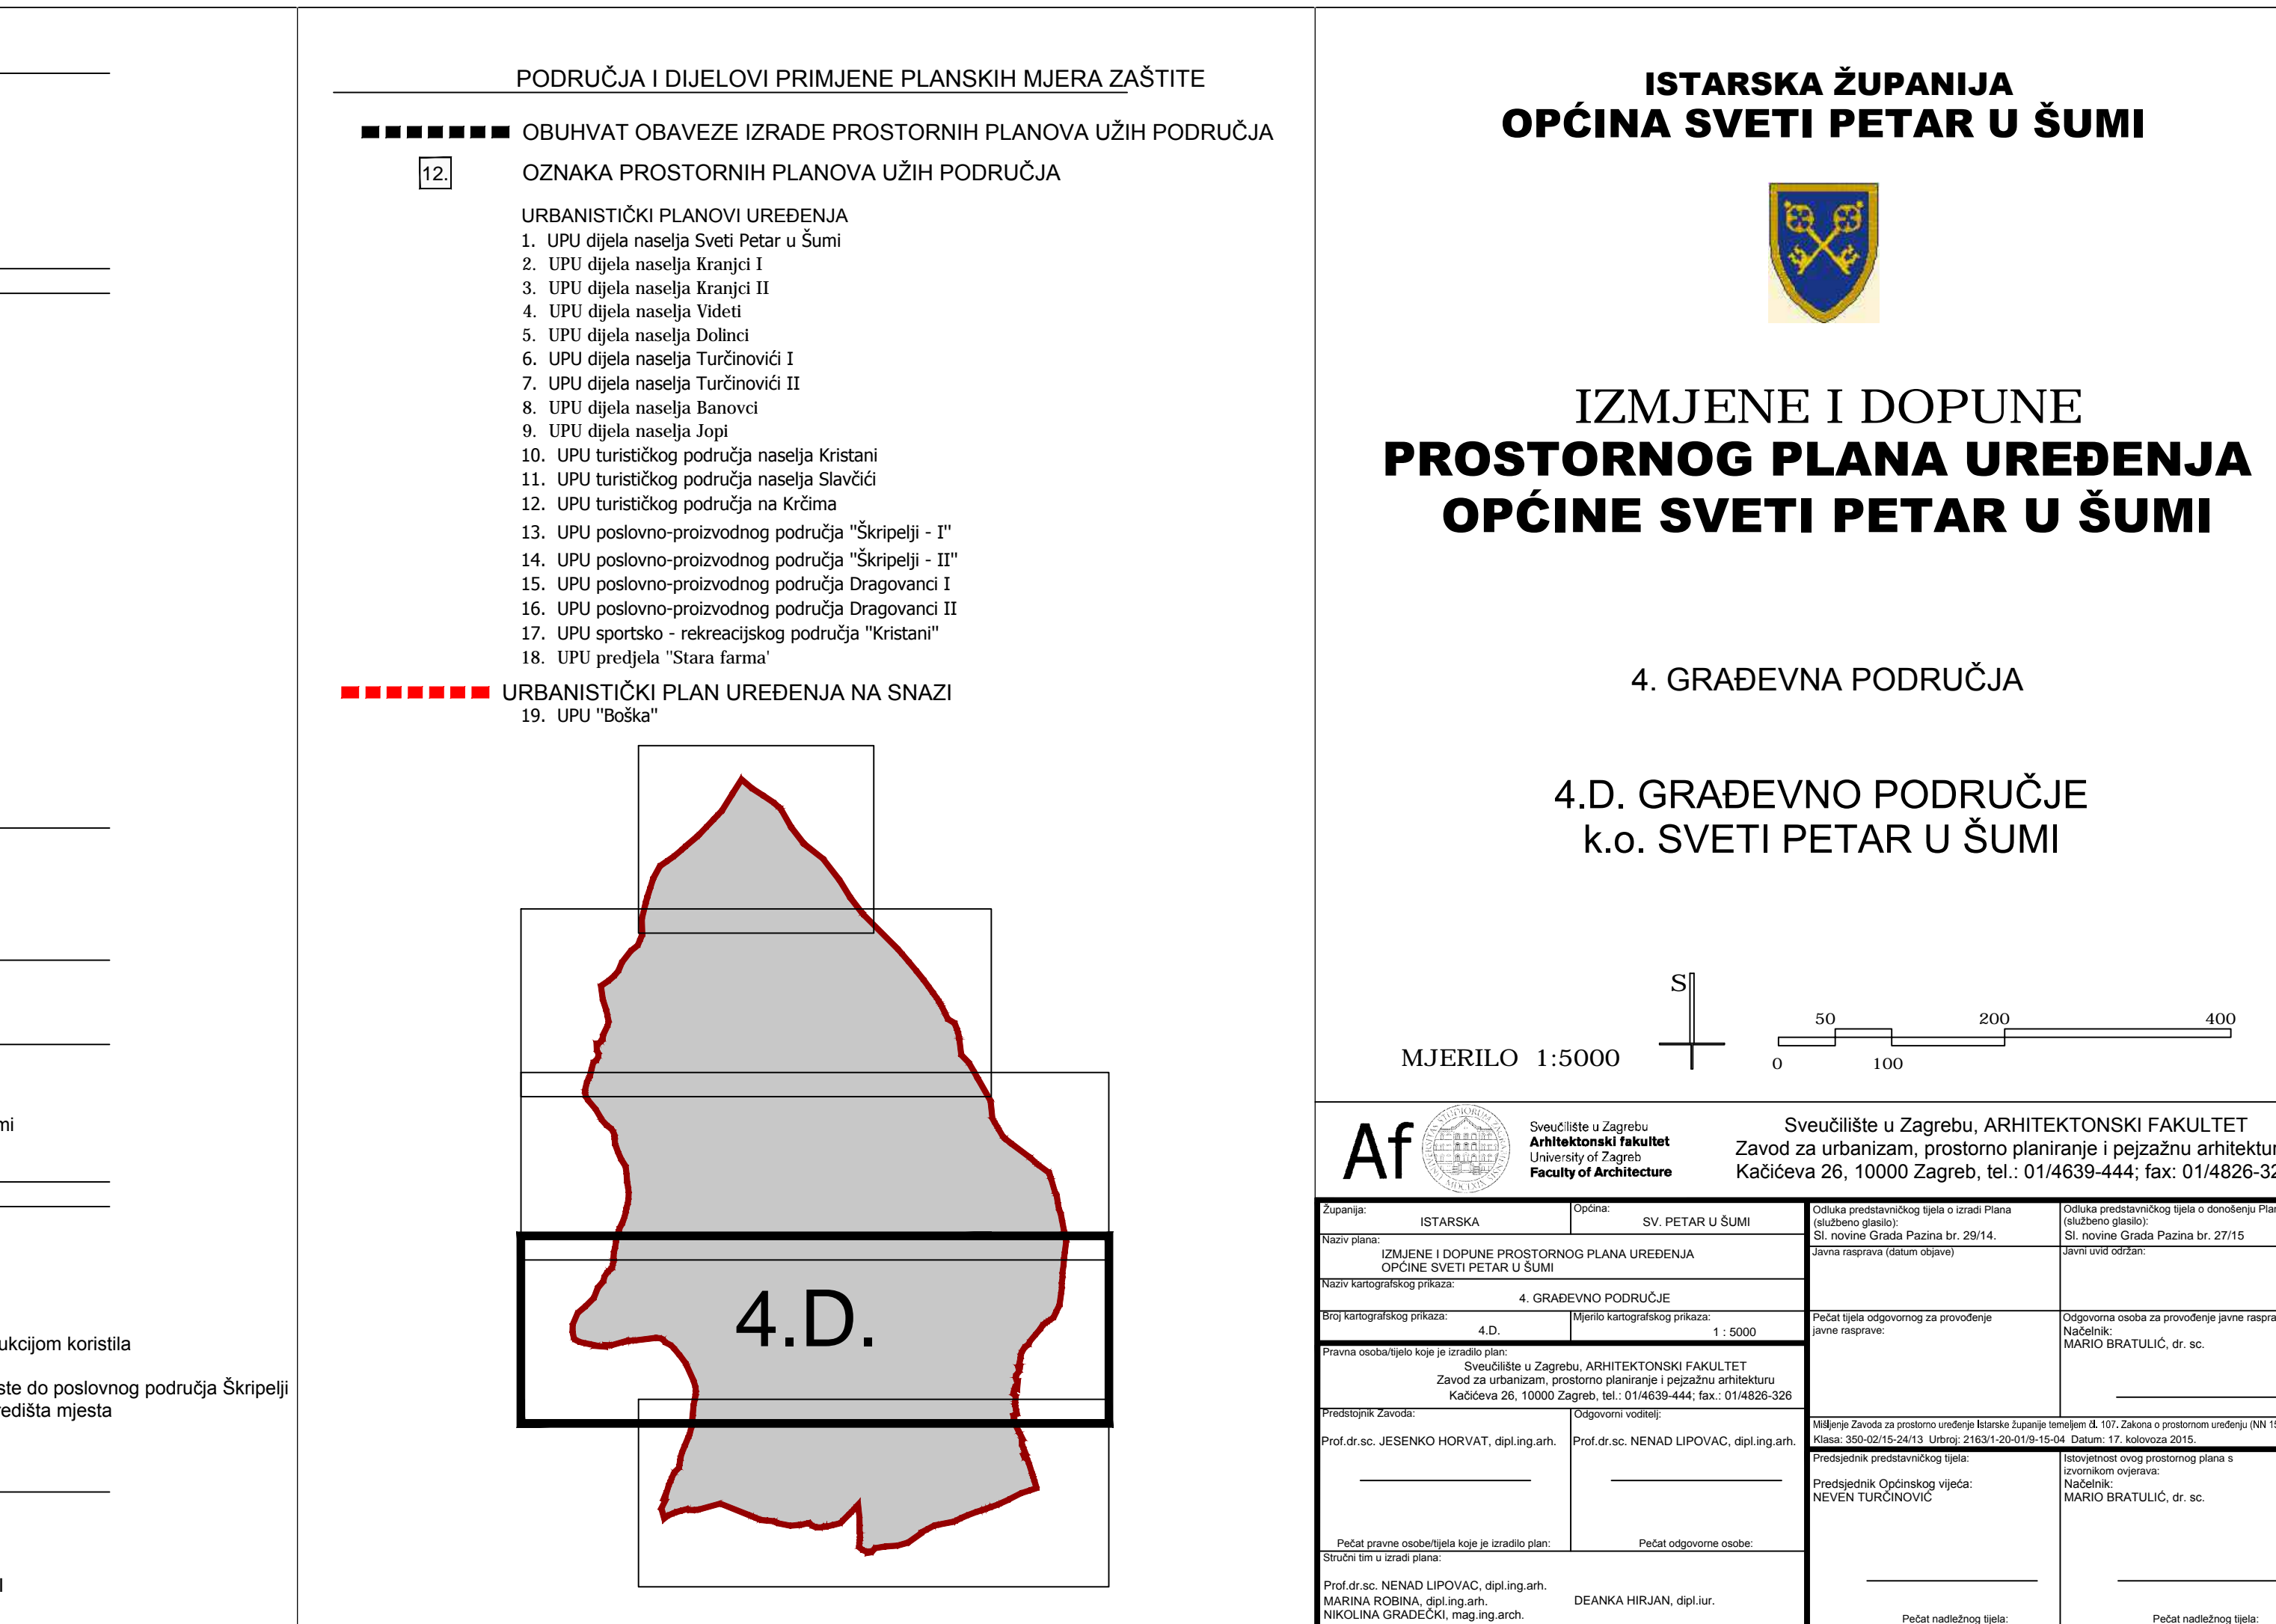 mi
ukcijom koristila
ste do poslovnog područja Škripelji
redišta mjesta
PODRUČJA I DIJELOVI PRIMJENE PLANSKIH MJERA ZAŠTITE
OBUHVAT OBAVEZE IZRADE PROSTORNIH PLANOVA UŽIH PODRUČJA
12. OZNAKA PROSTORNIH PLANOVA UŽIH PODRUČJA
URBANISTIČKI PLANOVI UREĐENJA
1. UPU dijela naselja Sveti Petar u Šumi
2. UPU dijela naselja Kranjci I
3. UPU dijela naselja Kranjci II
4. UPU dijela naselja Videti
5. UPU dijela naselja Dolinci
6. UPU dijela naselja Turčinovići I
7. UPU dijela naselja Turčinovići II
8. UPU dijela naselja Banovci
9. UPU dijela naselja Jopi
10. UPU turističkog područja naselja Kristani
11. UPU turističkog područja naselja Slavčići
12. UPU turističkog područja na Krčima
13. UPU poslovno-proizvodnog područja "Škripelji - I"
14. UPU poslovno-proizvodnog područja "Škripelji - II"
15. UPU poslovno-proizvodnog područja Dragovanci I
16. UPU poslovno-proizvodnog područja Dragovanci II
17. UPU sportsko - rekreacijskog područja "Kristani"
18. UPU predjela "Stara farma'
URBANISTIČKI PLAN UREĐENJA NA SNAZI
19. UPU "Boška"
4.D.
ISTARSKA ŽUPANIJA
OPĆINA SVETI PETAR U ŠUMI
IZMJENE I DOPUNE
PROSTORNOG PLANA UREĐENJA
OPĆINE SVETI PETAR U ŠUMI
4. GRAĐEVNA PODRUČJA
4.D. GRAĐEVNO PODRUČJE
k.o. SVETI PETAR U ŠUMI
S
MJERILO 1:5000
50 200 400
0 100
Af
Sveučilište u Zagrebu
Arhitektonski fakultet
University of Zagreb
Faculty of Architecture
Sveučilište u Zagrebu, ARHITEKTONSKI FAKULTET
Zavod za urbanizam, prostorno planiranje i pejzažnu arhitektur
Kačićeva 26, 10000 Zagreb, tel.: 01/4639-444; fax: 01/4826-32
Županija:
ISTARSKA
Općina:
SV. PETAR U ŠUMI
Naziv plana:
IZMJENE I DOPUNE PROSTORNOG PLANA UREĐENJA
OPĆINE SVETI PETAR U ŠUMI
Naziv kartografskog prikaza:
4. GRAĐEVNO PODRUČJE
Broj kartografskog prikaza:
4.D.
Mjerilo kartografskog prikaza:
1 : 5000
Pravna osoba/tijelo koje je izradilo plan:
Sveučilište u Zagrebu, ARHITEKTONSKI FAKULTET
Zavod za urbanizam, prostorno planiranje i pejzažnu arhitekturu
Kačićeva 26, 10000 Zagreb, tel.: 01/4639-444; fax.: 01/4826-326
Predstojnik Zavoda:
Prof.dr.sc. JESENKO HORVAT, dipl.ing.arh.
Odgovorni voditelj:
Prof.dr.sc. NENAD LIPOVAC, dipl.ing.arh.
Pečat pravne osobe/tijela koje je izradilo plan:
Pečat odgovorne osobe:
Stručni tim u izradi plana:
Prof.dr.sc. NENAD LIPOVAC, dipl.ing.arh.
MARINA ROBINA, dipl.ing.arh.
NIKOLINA GRADEČKI, mag.ing.arch.
DEANKA HIRJAN, dipl.iur.
Odluka predstavničkog tijela o izradi Plana
(službeno glasilo):
Sl. novine Grada Pazina br. 29/14.
Odluka predstavničkog tijela o donošenju Plan
(službeno glasilo):
Sl. novine Grada Pazina br. 27/15
Javna rasprava (datum objave)
Javni uvid održan:
Pečat tijela odgovornog za provođenje
javne rasprave:
Odgovorna osoba za provođenje javne raspra
Načelnik:
MARIO BRATULIĆ, dr. sc.
Mišljenje Zavoda za prostorno uređenje Istarske županije temeljem čl. 107. Zakona o prostornom uređenju (NN 15
Klasa: 350-02/15-24/13 Urbroj: 2163/1-20-01/9-15-04 Datum: 17. kolovoza 2015.
Predsjednik predstavničkog tijela:
Predsjednik Općinskog vijeća:
NEVEN TURČINOVIĆ
Istovjetnost ovog prostornog plana s
izvornikom ovjerava:
Načelnik:
MARIO BRATULIĆ, dr. sc.
Pečat nadležnog tijela:
Pečat nadležnog tijela: